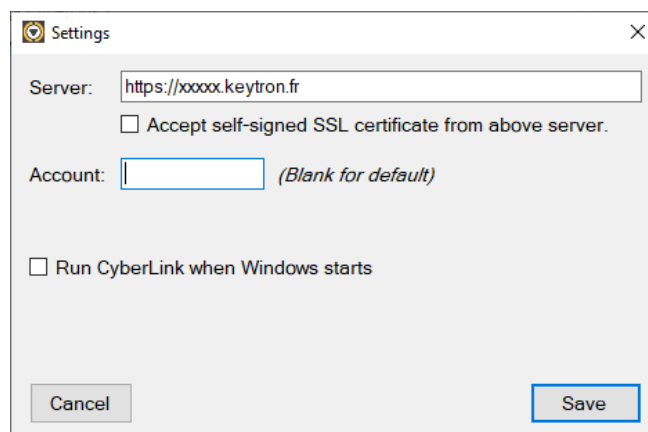 Settings
Server: https://xxxxx.keytron.fr
Accept self-signed SSL certificate from above server.
Account: (Blank for default)
Run CyberLink when Windows starts
Cancel Save